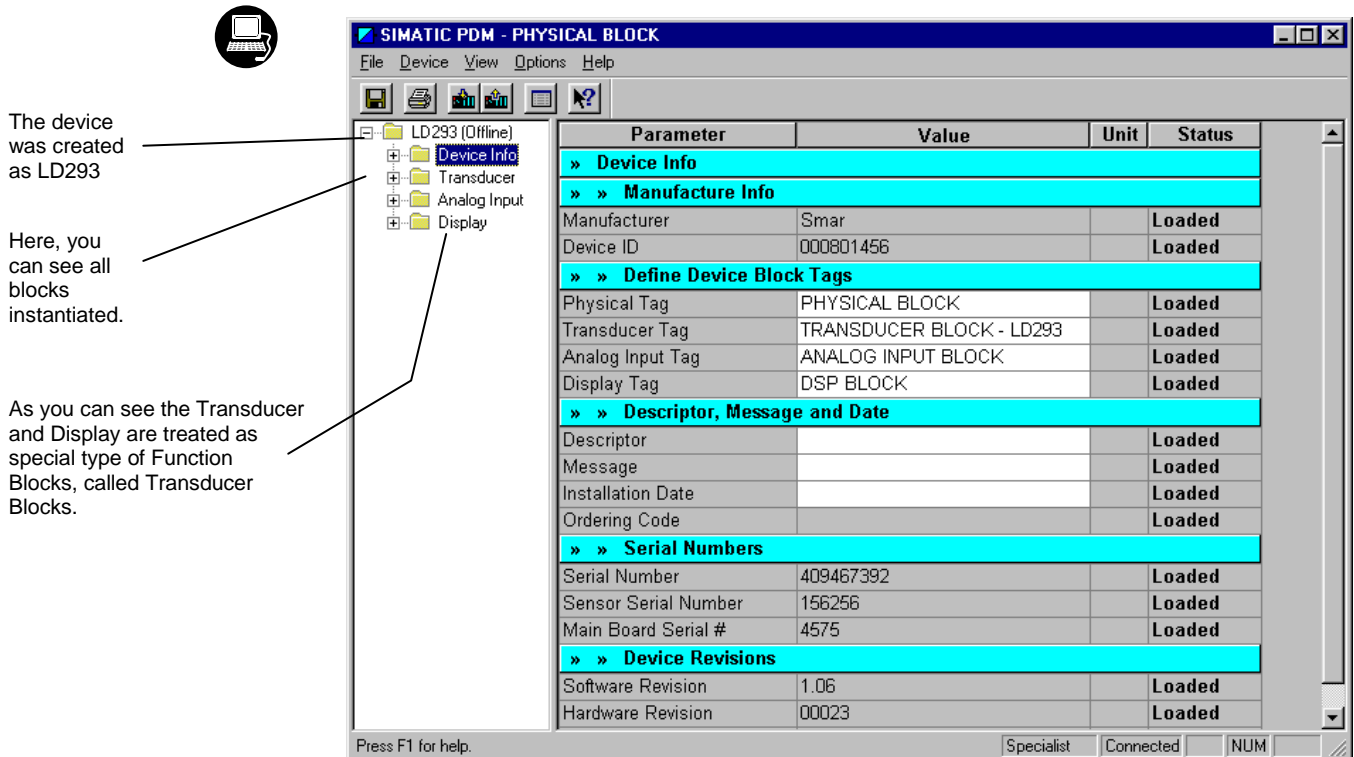 SIMATIC PDM - PHYSICAL BLOCK
File Device View Options Help
The device
was created
as LD293
Here, you
can see all
blocks
instantiated.
As you can see the Transducer
and Display are treated as
special type of Function
Blocks, called Transducer
Blocks.
LD293 (Offline)
Device Info
Transducer
Analog Input
Display
Parameter Value Unit Status
» Device Info
» » Manufacture Info
Manufacturer Smar Loaded
Device ID 000801456 Loaded
» » Define Device Block Tags
Physical Tag PHYSICAL BLOCK Loaded
Transducer Tag TRANSDUCER BLOCK - LD293 Loaded
Analog Input Tag ANALOG INPUT BLOCK Loaded
Display Tag DSP BLOCK Loaded
» » Descriptor, Message and Date
Descriptor Loaded
Message Loaded
Installation Date Loaded
Ordering Code Loaded
» » Serial Numbers
Serial Number 409467392 Loaded
Sensor Serial Number 156256 Loaded
Main Board Serial # 4575 Loaded
» » Device Revisions
Software Revision 1.06 Loaded
Hardware Revision 00023 Loaded
Press F1 for help. Specialist Connected NUM